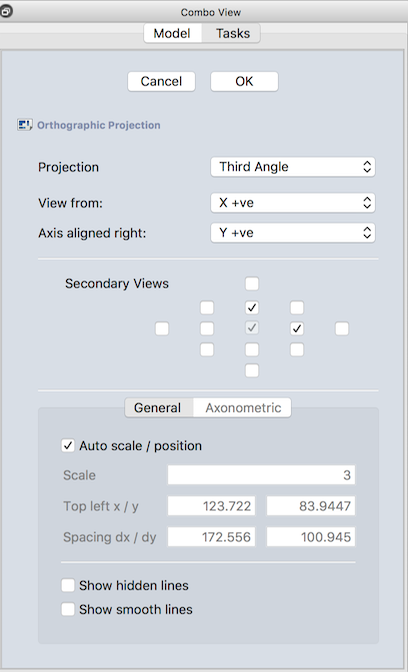 Combo View
Model Tasks
Cancel OK
Orthographic Projection
Projection Third Angle
View from: X +ve
Axis aligned right: Y +ve
Secondary Views
General Axonometric
Auto scale / position
Scale 3
Top left x / y 123.722 83.9447
Spacing dx / dy 172.556 100.945
Show hidden lines
Show smooth lines